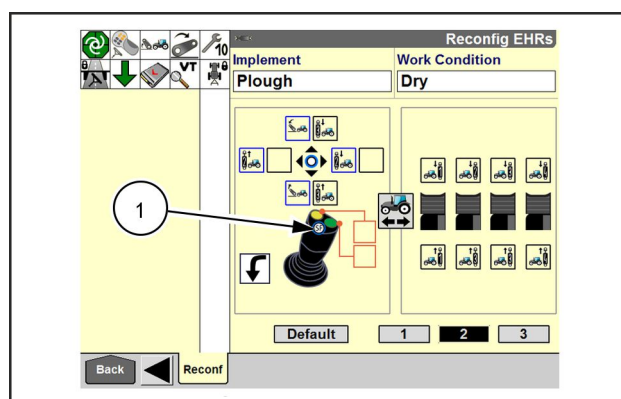 Reconfig EHRs
10
VT
Implement
Work Condition
Plough
Dry
1
SF
Default
1
2
3
Back
Reconf